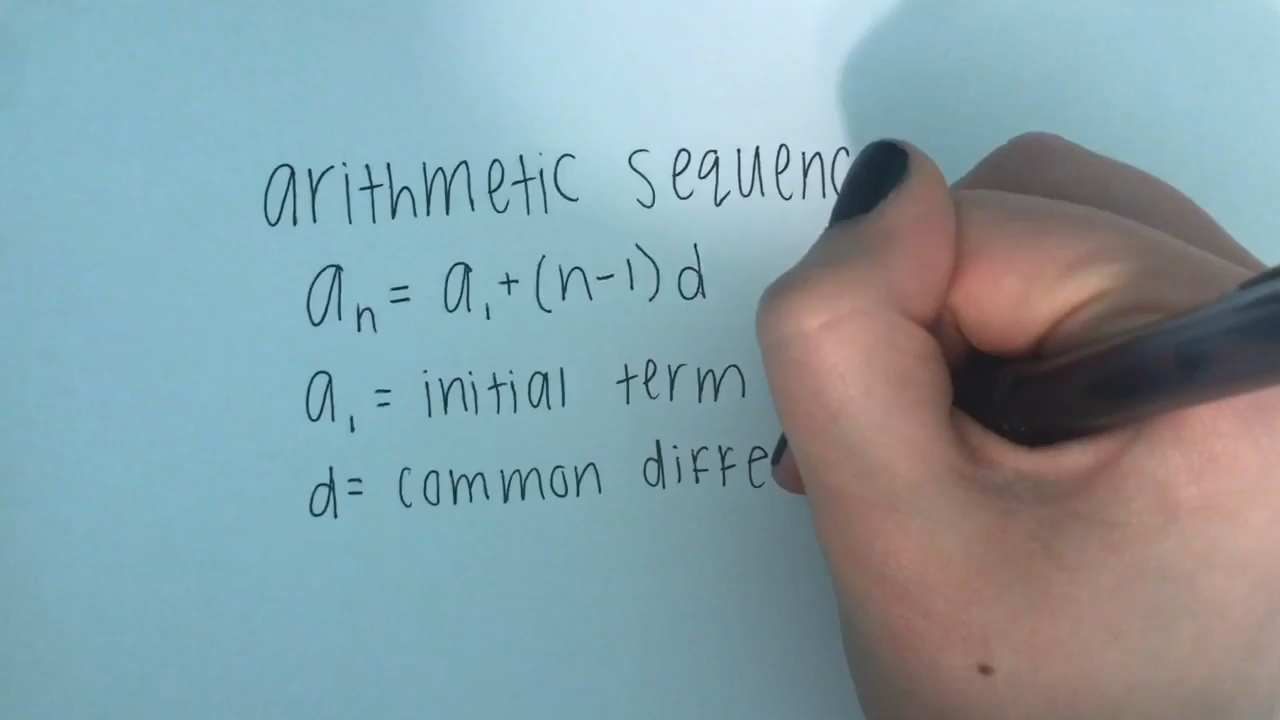 arithmetic sequenc
an = a1 + (n-1) d
a1 = initial term
d = common diffe